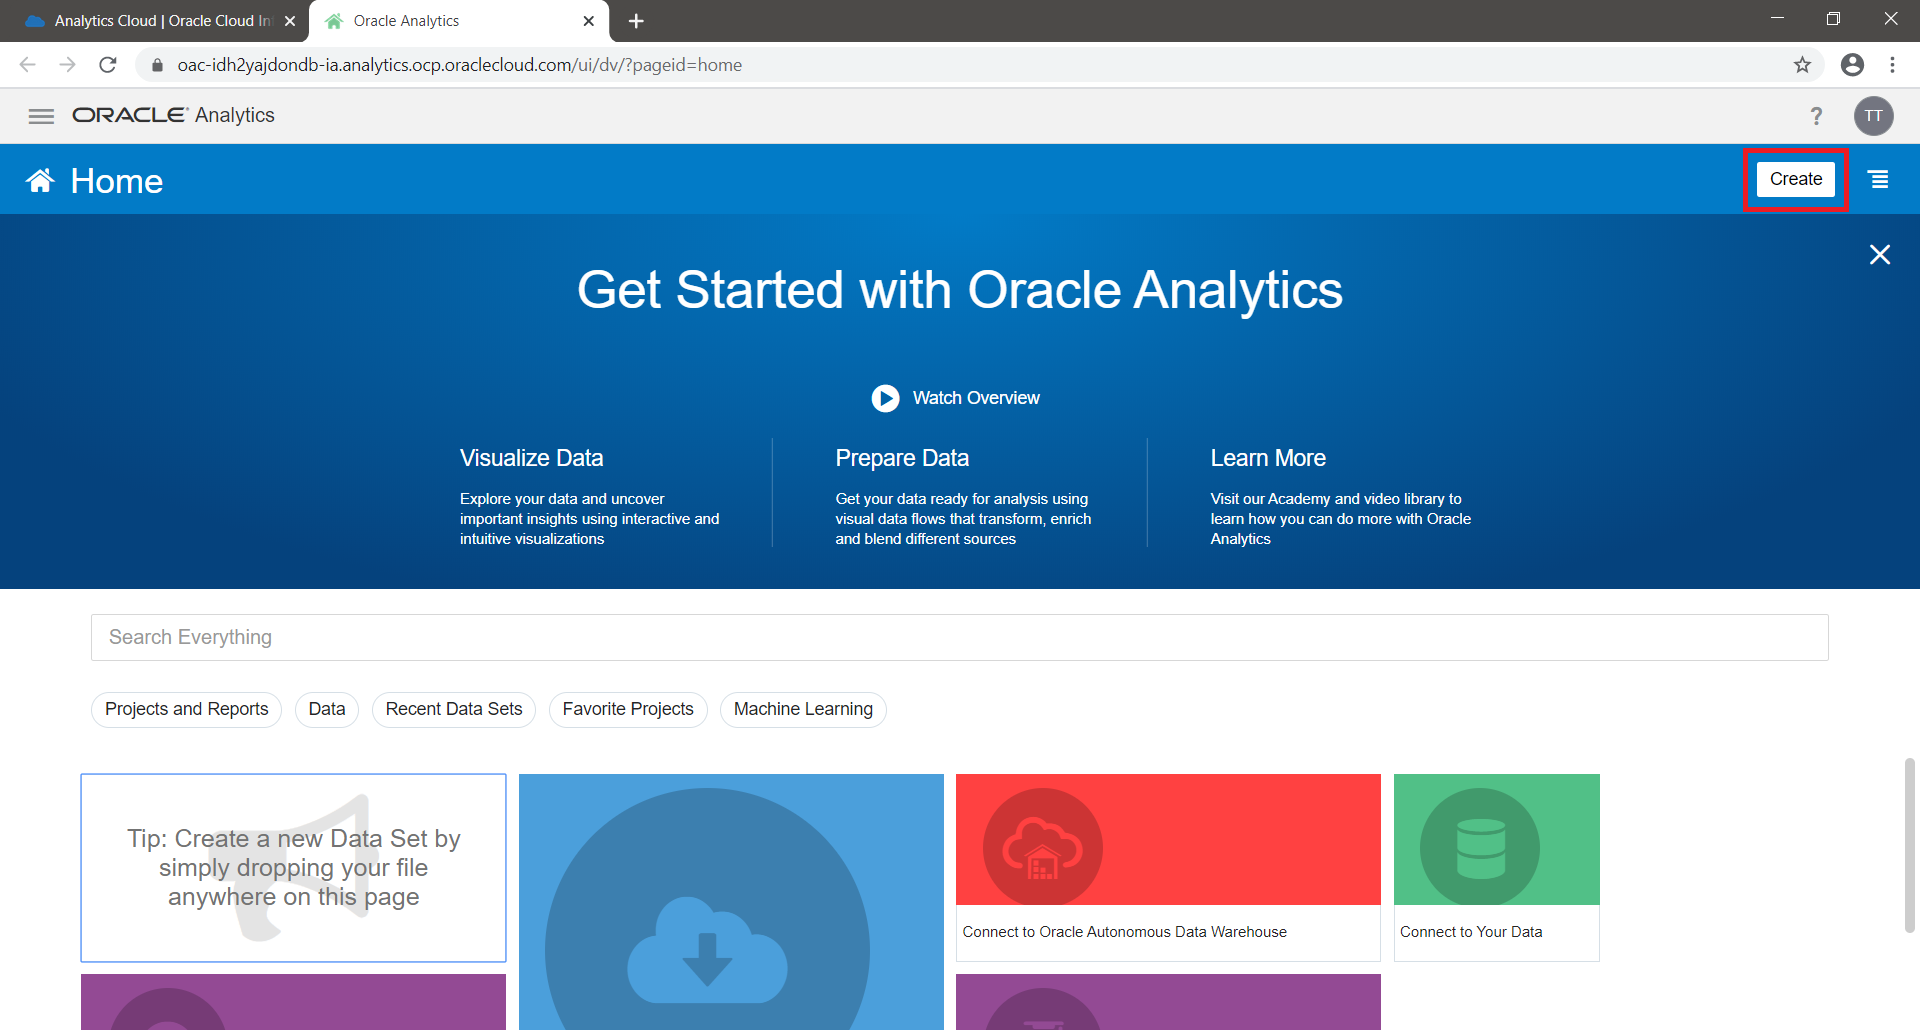 Analytics Cloud | Oracle Cloud In
Oracle Analytics
oac-idh2yajdondb-ia.analytics.ocp.oraclecloud.com/ui/dv/?pageid=home
ORACLE® Analytics
?
TT
Home
Create
Get Started with Oracle Analytics
Watch Overview
Visualize Data
Explore your data and uncover
important insights using interactive and
intuitive visualizations
Prepare Data
Get your data ready for analysis using
visual data flows that transform, enrich
and blend different sources
Learn More
Visit our Academy and video library to
learn how you can do more with Oracle
Analytics
Search Everything
Projects and Reports
Data
Recent Data Sets
Favorite Projects
Machine Learning
Tip: Create a new Data Set by
simply dropping your file
anywhere on this page
Connect to Oracle Autonomous Data Warehouse
Connect to Your Data